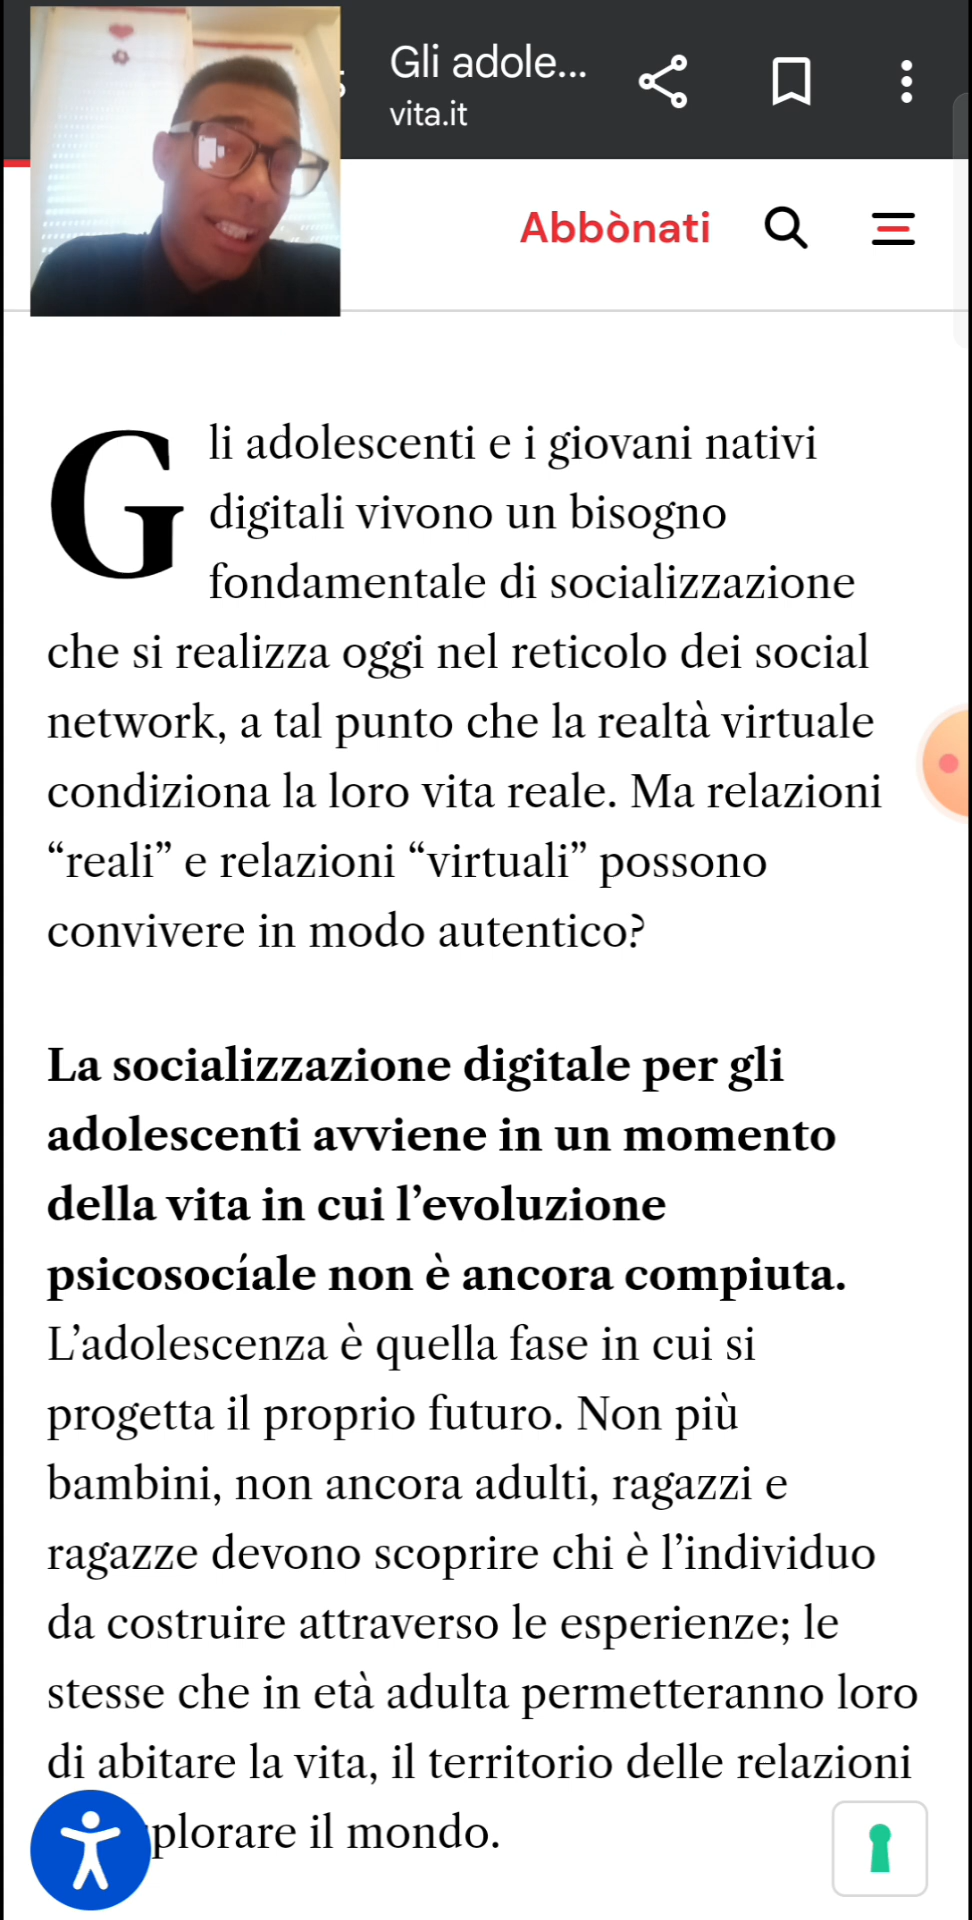 Gli adole...
vita.it
Abbònati
Gli adolescenti e i giovani nativi
digitali vivono un bisogno
fondamentale di socializzazione
che si realizza oggi nel reticolo dei social
network, a tal punto che la realtà virtuale
condiziona la loro vita reale. Ma relazioni
“reali” e relazioni “virtuali” possono
convivere in modo autentico?
La socializzazione digitale per gli
adolescenti avviene in un momento
della vita in cui l’evoluzione
psicosocíale non è ancora compiuta.
L’adolescenza è quella fase in cui si
progetta il proprio futuro. Non più
bambini, non ancora adulti, ragazzi e
ragazze devono scoprire chi è l’individuo
da costruire attraverso le esperienze; le
stesse che in età adulta permetteranno loro
di abitare la vita, il territorio delle relazioni
plorare il mondo.